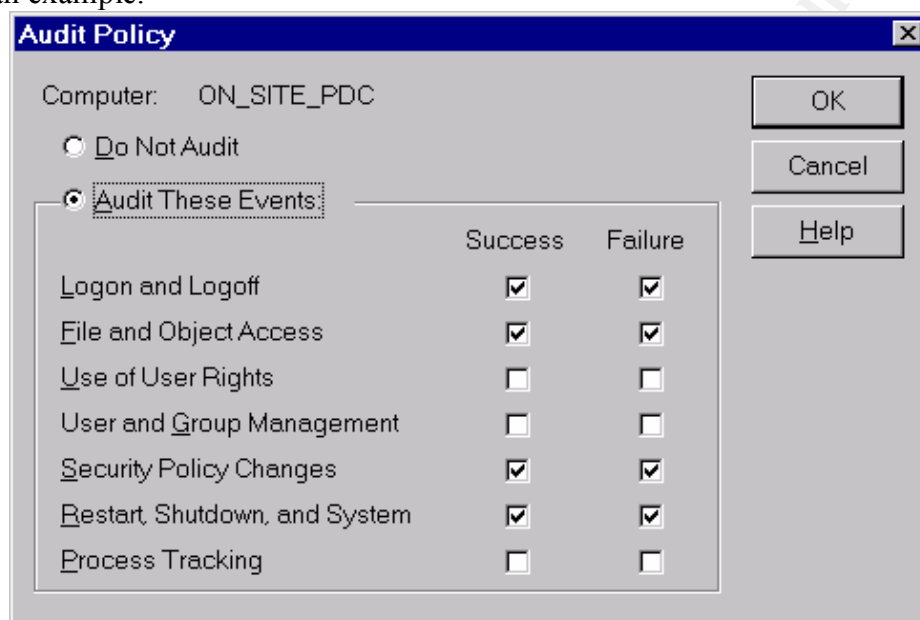 an example:
Audit Policy
Computer: ON_SITE_PDC
Do Not Audit
Audit These Events:
Success Failure
Logon and Logoff
File and Object Access
Use of User Rights
User and Group Management
Security Policy Changes
Restart, Shutdown, and System
Process Tracking
OK
Cancel
Help